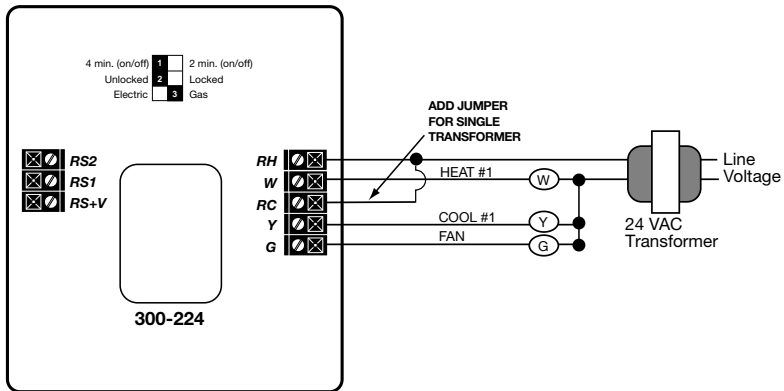 4 min. (on/off) 1 2 min. (on/off)
Unlocked 2 Locked
Electric 3 Gas
ADD JUMPER
FOR SINGLE
TRANSFORMER
RS2
RS1
RS+V
RH
W
RC
Y
G
HEAT #1
W
COOL #1
Y
FAN
G
Line
Voltage
24 VAC
Transformer
300-224